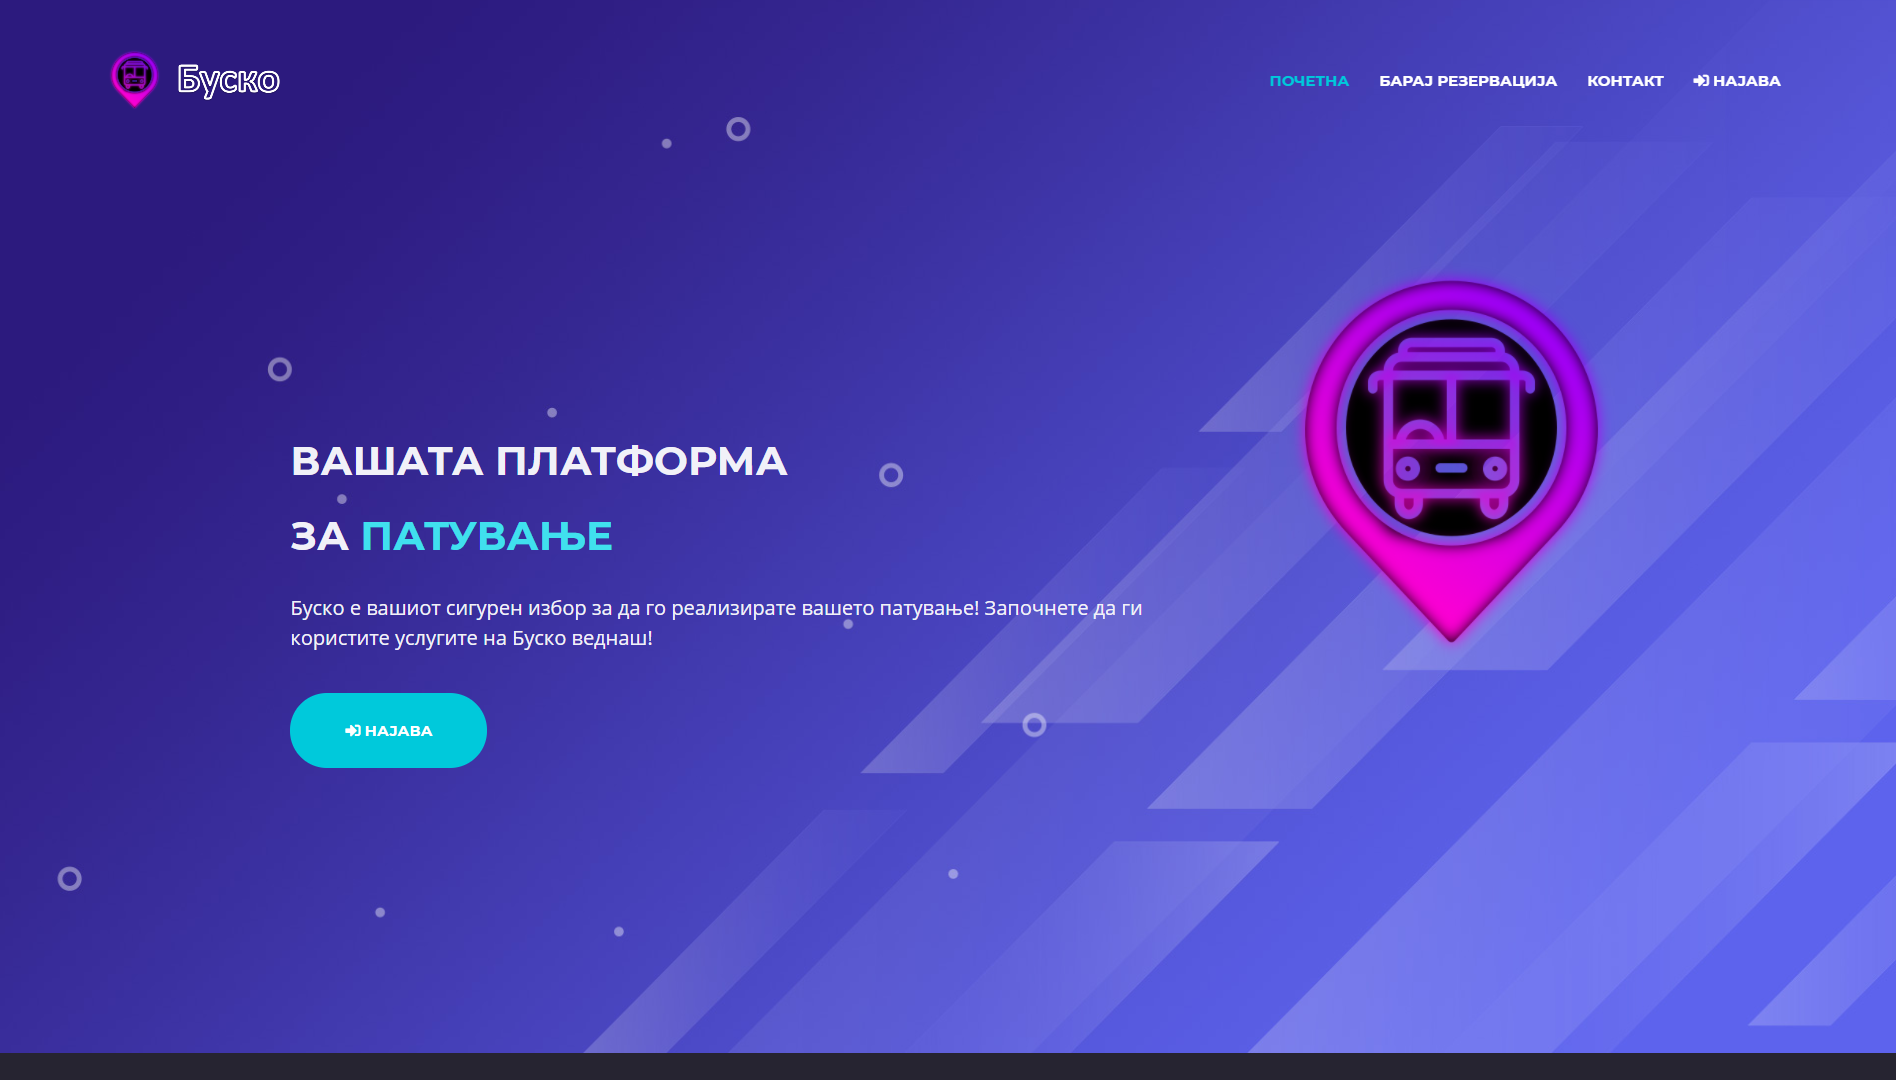 Буско
ПОЧЕТНА
БАРАЈ РЕЗЕРВАЦИЈА
КОНТАКТ
НАЈАВА
ВАШАТА ПЛАТФОРМА
ЗА ПАТУВАЊЕ
Буско е вашиот сигурен избор за да го реализирате вашето патување! Започнете да ги
користите услугите на Буско веднаш!
НАЈАВА